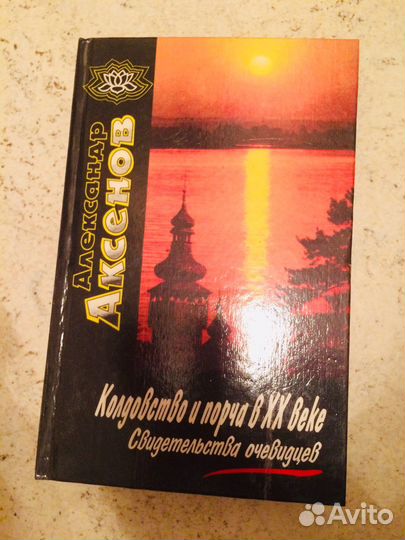 Александр
Аксенов
Колдовство и порча в XX веке
Свидетельства очевидцев
Avito